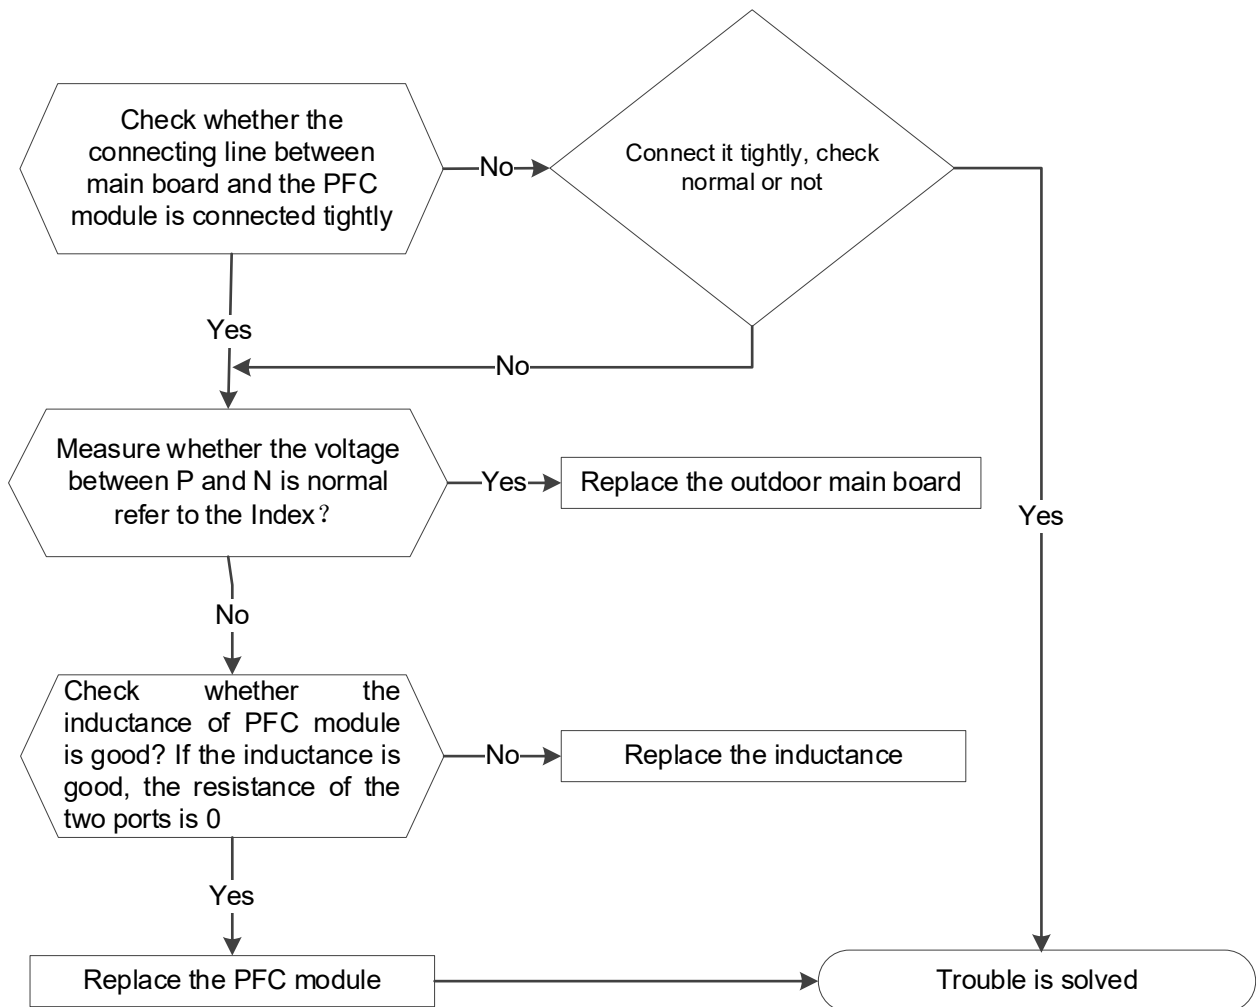 Check whether the
connecting line between
main board and the PFC
module is connected tightly
No
Connect it tightly, check
normal or not
Yes
No
Measure whether the voltage
between P and N is normal
refer to the Index？
Yes
Replace the outdoor main board
Yes
No
Check whether the
inductance of PFC module
is good? If the inductance is
good, the resistance of the
two ports is 0
No
Replace the inductance
Yes
Replace the PFC module
Trouble is solved